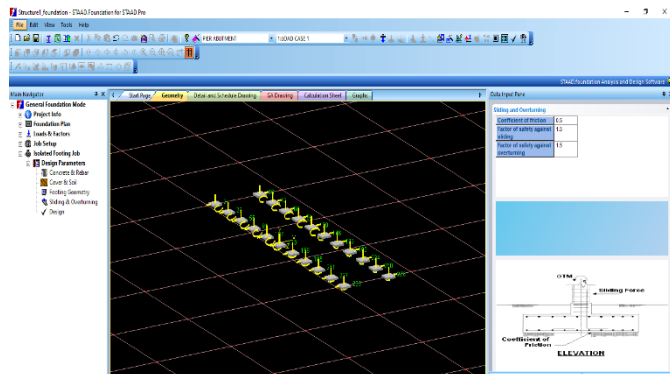 Structure1_foundation - STAAD.Foundation for STAAD.Pro
File Edit View Tools Help
PIER ABUTMENT
1:LOAD CASE 1
STAAD.foundation Analysis and Design Software
Main Navigator
General Foundation Mode
Project Info
Foundation Plan
Loads & Factors
Job Setup
Isolated Footing Job
Design Parameters
Concrete & Rebar
Cover & Soil
Footing Geometry
Sliding & Overturning
Design
Start Page
Geometry
Detail and Schedule Drawing
GA Drawing
Calculation Sheet
Graphs
Data Input Pane
Sliding and Overturning
Coefficient of friction 0.5
Factor of safety against sliding 1.5
Factor of safety against overturning 1.5
OTM
Sliding Force
Coefficient of Friction
ELEVATION